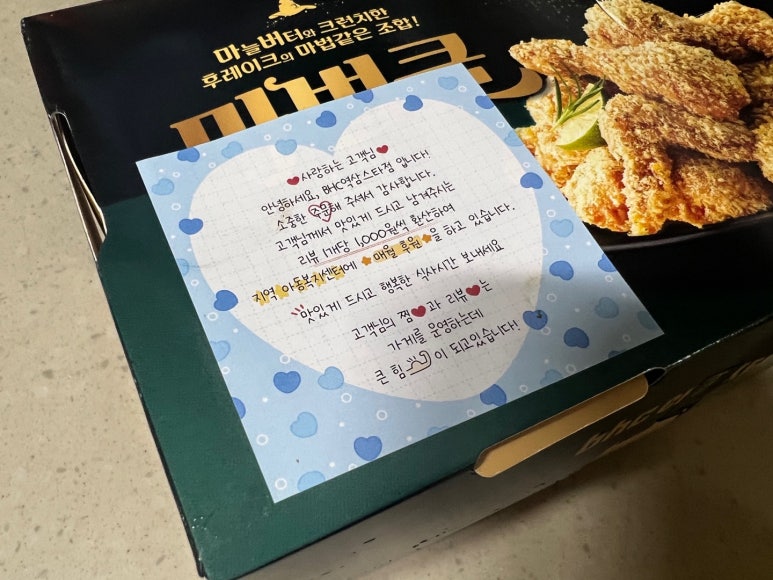 마늘버터와 크런치한
후레이크의 마법같은 조합!
❤사랑하는 고객님❤
안녕하세요, BHC영삼스타점 입니다!
소중한 주문해 주셔서 감사합니다.
고객님께서 맛있게 드시고 남겨주시는
리뷰 1개당 1,000원씩 환산하여
지역 아동복지센터에 ★매월 후원★을 하고 있습니다.
맛있게 드시고 행복한 식사시간 보내세요
고객님의 찜❤과 리뷰❤는
가게를 운영하는데
큰 힘 이 되고있습니다!